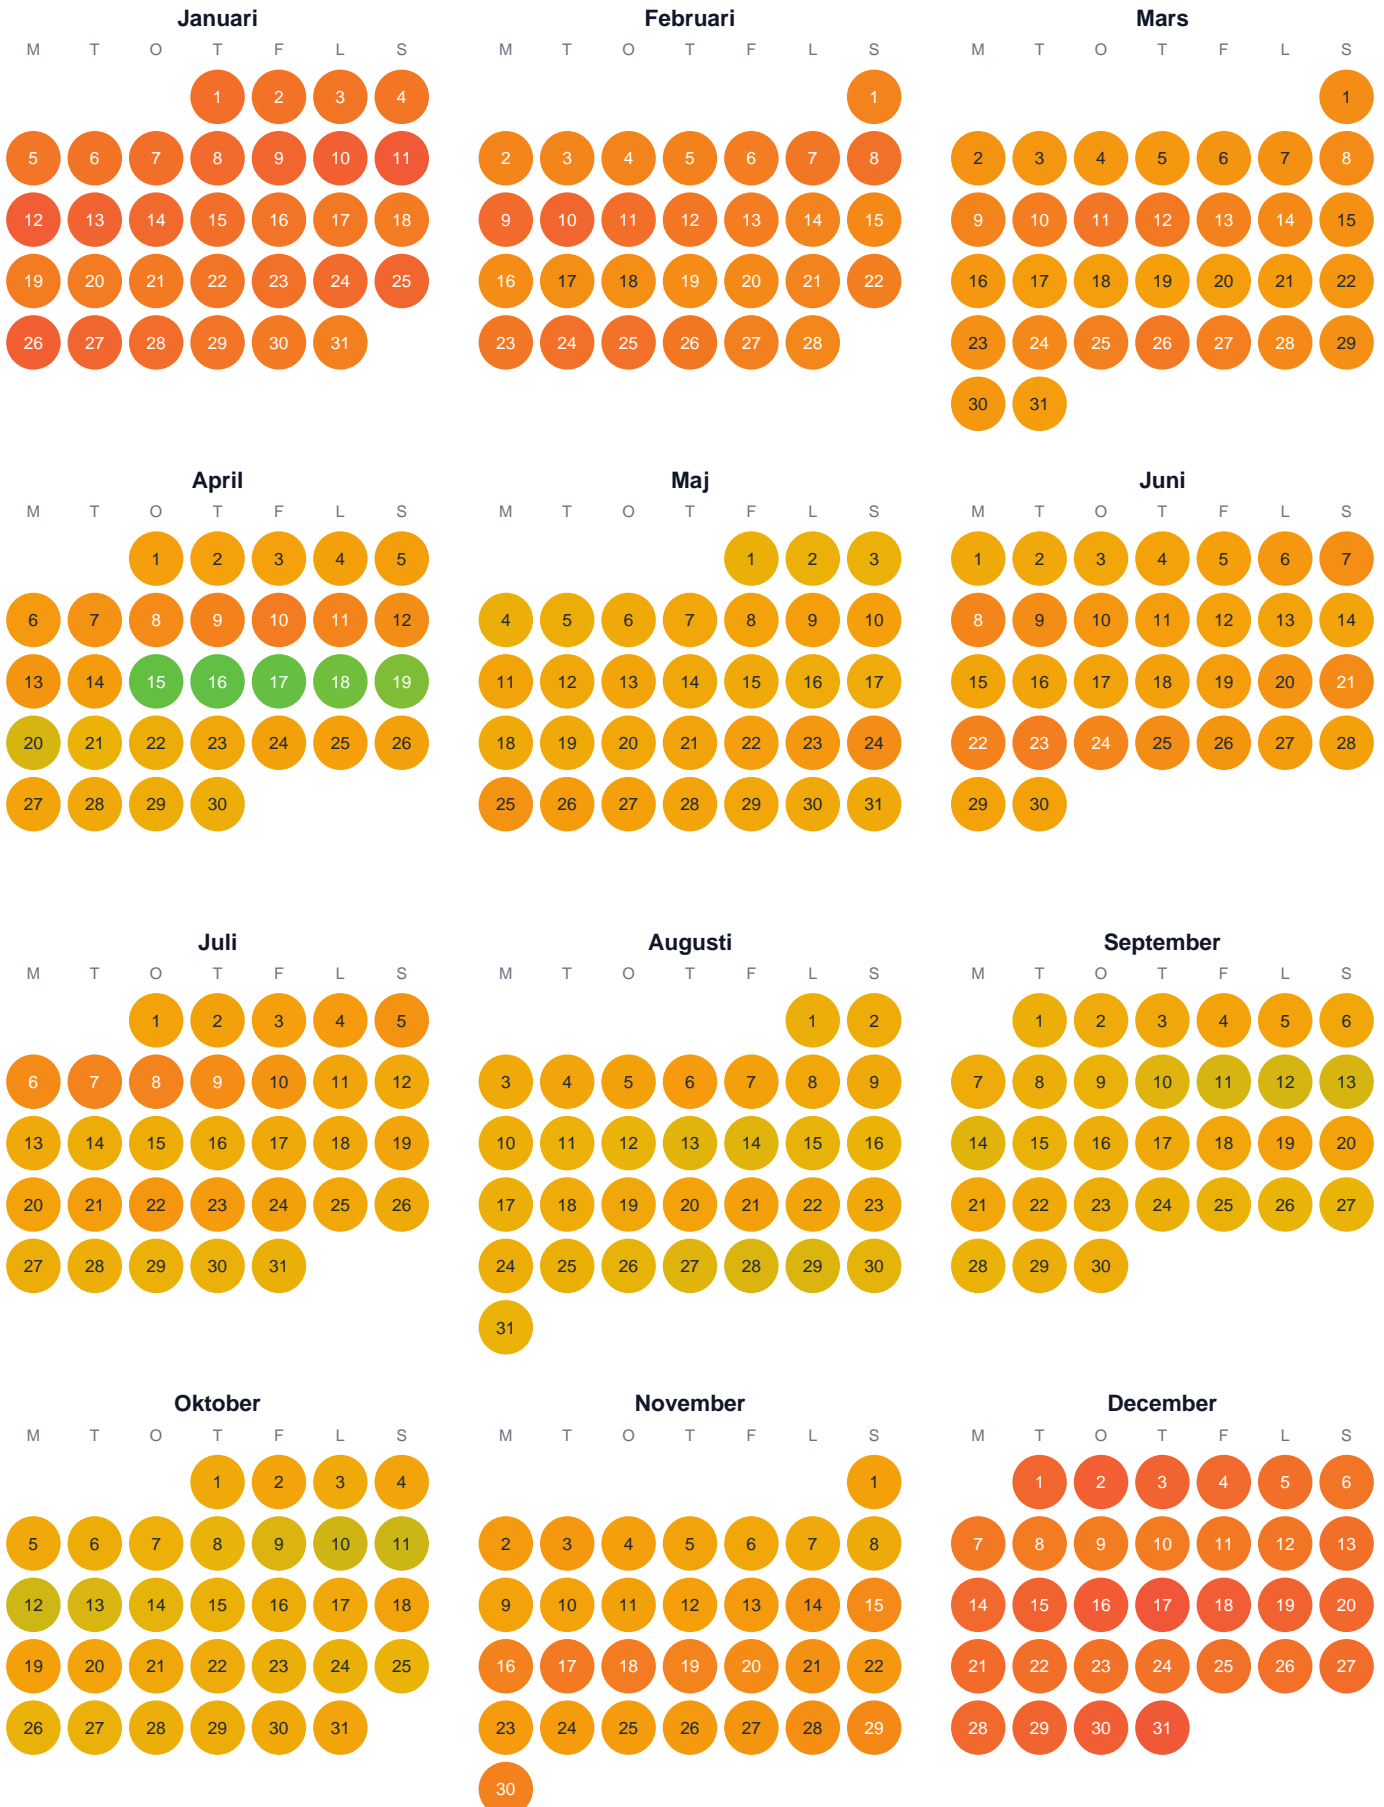 Januari Februari Mars
M T O T F L S M T O T F L S M T O T F L S
1 2 3 4 1 1
5 6 7 8 9 10 11 2 3 4 5 6 7 8 2 3 4 5 6 7 8
12 13 14 15 16 17 18 9 10 11 12 13 14 15 9 10 11 12 13 14 15
19 20 21 22 23 24 25 16 17 18 19 20 21 22 16 17 18 19 20 21 22
26 27 28 29 30 31 23 24 25 26 27 28 23 24 25 26 27 28 29
30 31
April Maj Juni
M T O T F L S M T O T F L S M T O T F L S
1 2 3 4 5 1 2 3 1 2 3 4 5 6 7
6 7 8 9 10 11 12 4 5 6 7 8 9 10 8 9 10 11 12 13 14
13 14 15 16 17 18 19 11 12 13 14 15 16 17 15 16 17 18 19 20 21
20 21 22 23 24 25 26 18 19 20 21 22 23 24 22 23 24 25 26 27 28
27 28 29 30 25 26 27 28 29 30 31 29 30
Juli Augusti September
M T O T F L S M T O T F L S M T O T F L S
1 2 3 4 5 1 2 1 2 3 4 5 6
6 7 8 9 10 11 12 3 4 5 6 7 8 9 7 8 9 10 11 12 13
13 14 15 16 17 18 19 10 11 12 13 14 15 16 14 15 16 17 18 19 20
20 21 22 23 24 25 26 17 18 19 20 21 22 23 21 22 23 24 25 26 27
27 28 29 30 31 24 25 26 27 28 29 30 28 29 30
31
Oktober November December
M T O T F L S M T O T F L S M T O T F L S
1 2 3 4 1 1 2 3 4 5 6
5 6 7 8 9 10 11 2 3 4 5 6 7 8 7 8 9 10 11 12 13
12 13 14 15 16 17 18 9 10 11 12 13 14 15 14 15 16 17 18 19 20
19 20 21 22 23 24 25 16 17 18 19 20 21 22 21 22 23 24 25 26 27
26 27 28 29 30 31 23 24 25 26 27 28 29 28 29 30 31
30